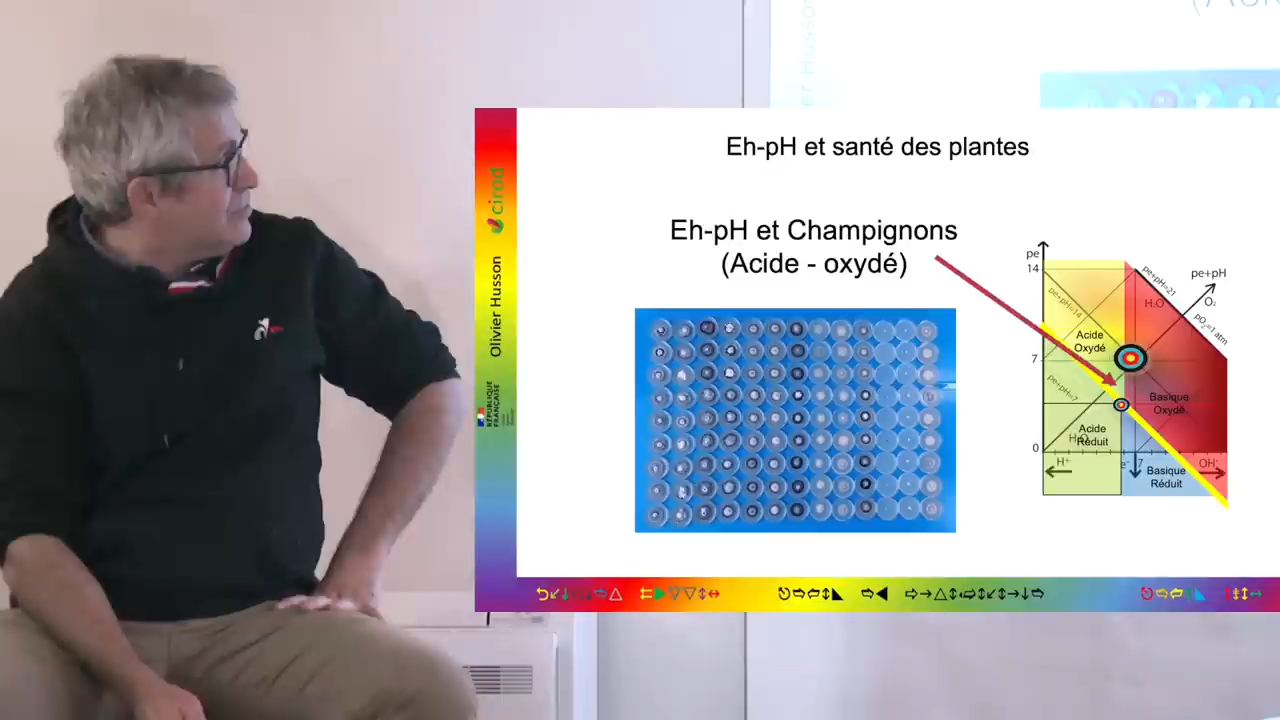 Eh-pH et santé des plantes
Eh-pH et Champignons
(Acide - oxydé)
cirad
Olivier Husson
RÉPUBLIQUE
FRANÇAISE
pe
14
7
0
pe+pH=14
pe+pH=21
pe+pH=7
pe+pH
O₂
H₂O
pO₂=1 atm
Acide
Oxydé
Basique
Oxydé
Acide
Réduit
H₂O
H⁺
e⁻
7
Basique
Réduit
OH⁻